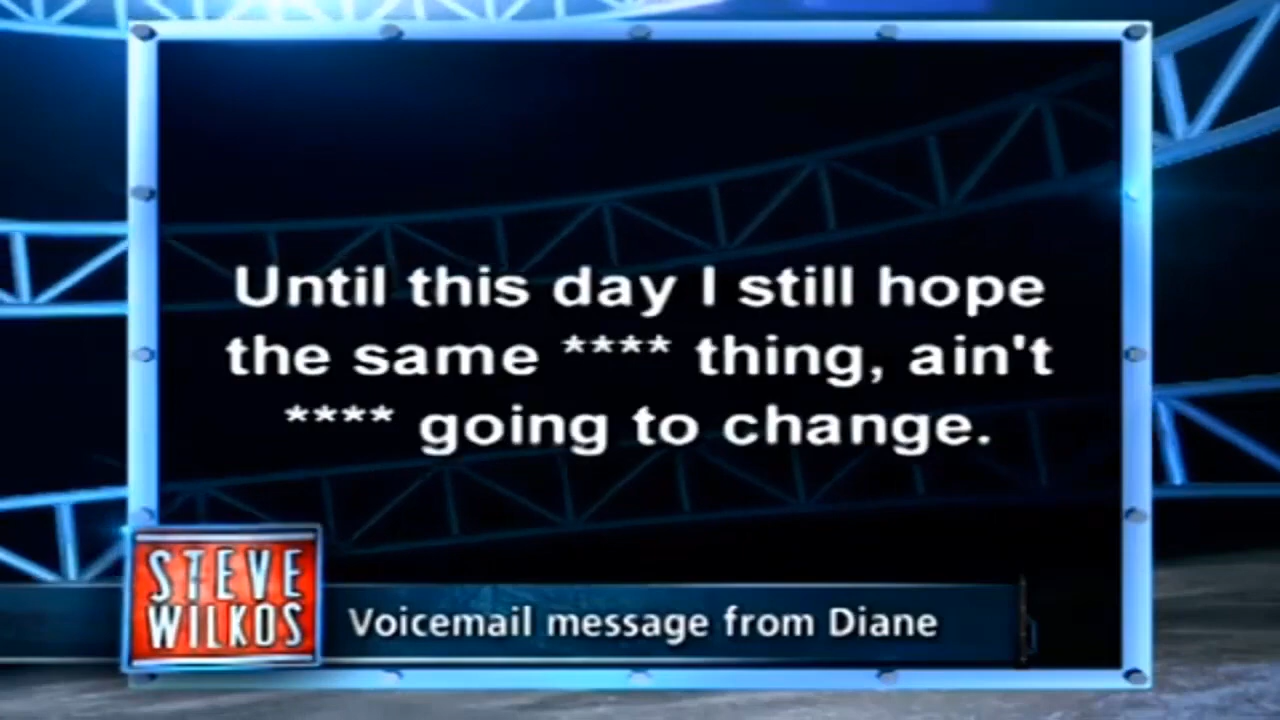 Until this day I still hope
the same **** thing, ain't
**** going to change.
STEVE
WILKOS
Voicemail message from Diane